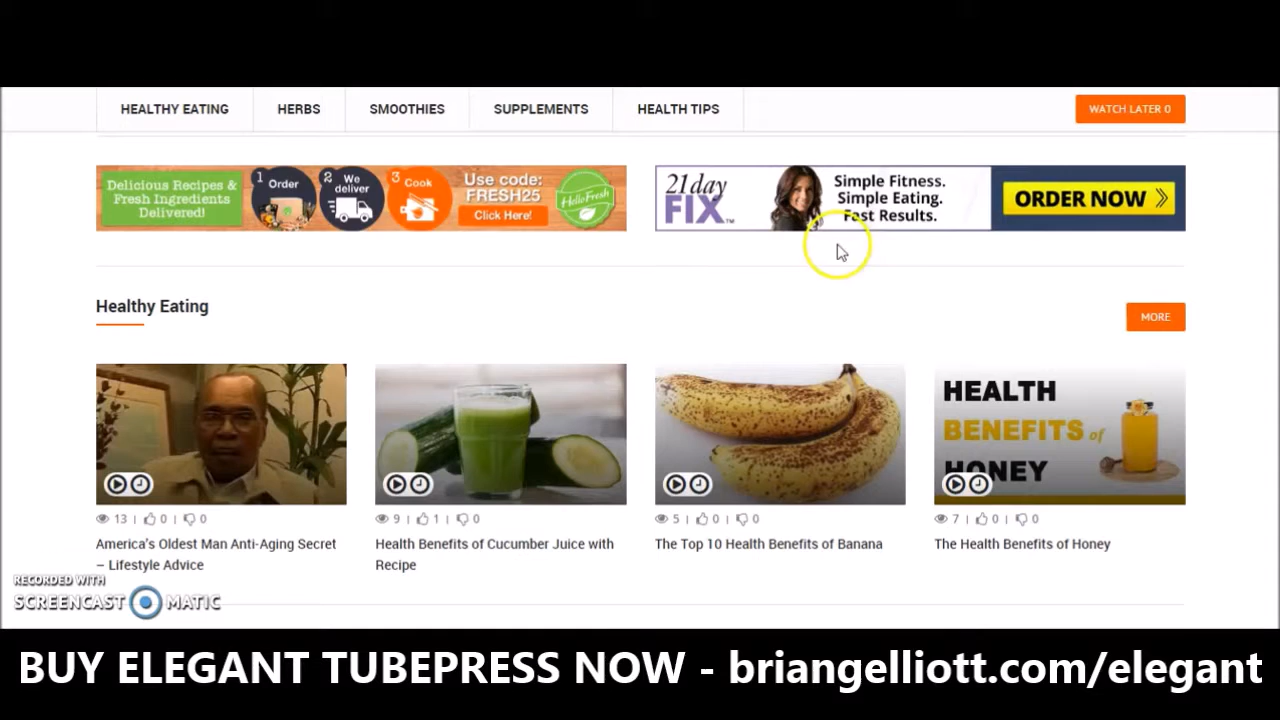 HEALTHY EATING HERBS SMOOTHIES SUPPLEMENTS HEALTH TIPS WATCH LATER 0
Delicious Recipes &
Fresh Ingredients
Delivered!
1 Order
2 We
deliver
3 Cook
Use code:
FRESH25
Click Here!
HelloFresh
21day
FIX™
Simple Fitness.
Simple Eating.
Fast Results.
ORDER NOW
Healthy Eating
MORE
HEALTH
BENEFITS of
HONEY
13 | 0 | 0
9 | 1 | 0
5 | 0 | 0
7 | 0 | 0
America's Oldest Man Anti-Aging Secret
– Lifestyle Advice
Health Benefits of Cucumber Juice with
Recipe
The Top 10 Health Benefits of Banana
The Health Benefits of Honey
RECORDED WITH
SCREENCAST MATIC
BUY ELEGANT TUBEPRESS NOW - briangelliott.com/elegant